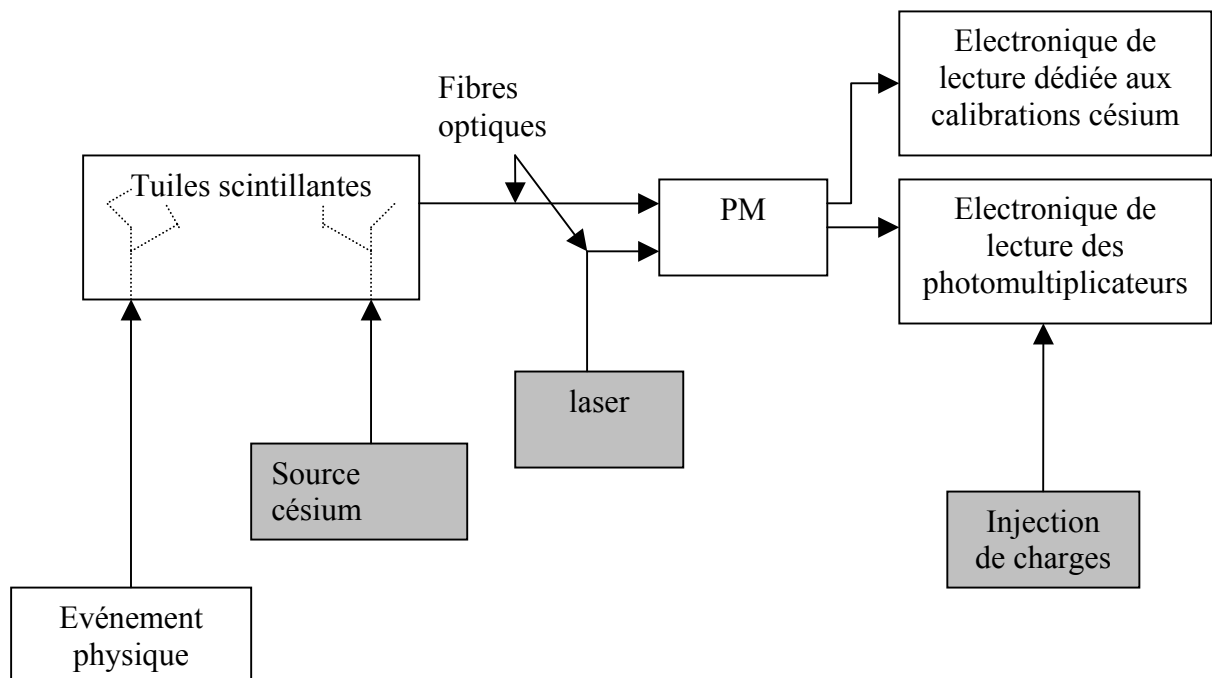 Electronique de
lecture dédiée aux
calibrations césium
Fibres
optiques
Tuiles scintillantes
PM
Electronique de
lecture des
photomultiplicateurs
laser
Source
césium
Injection
de charges
Evénement
physique